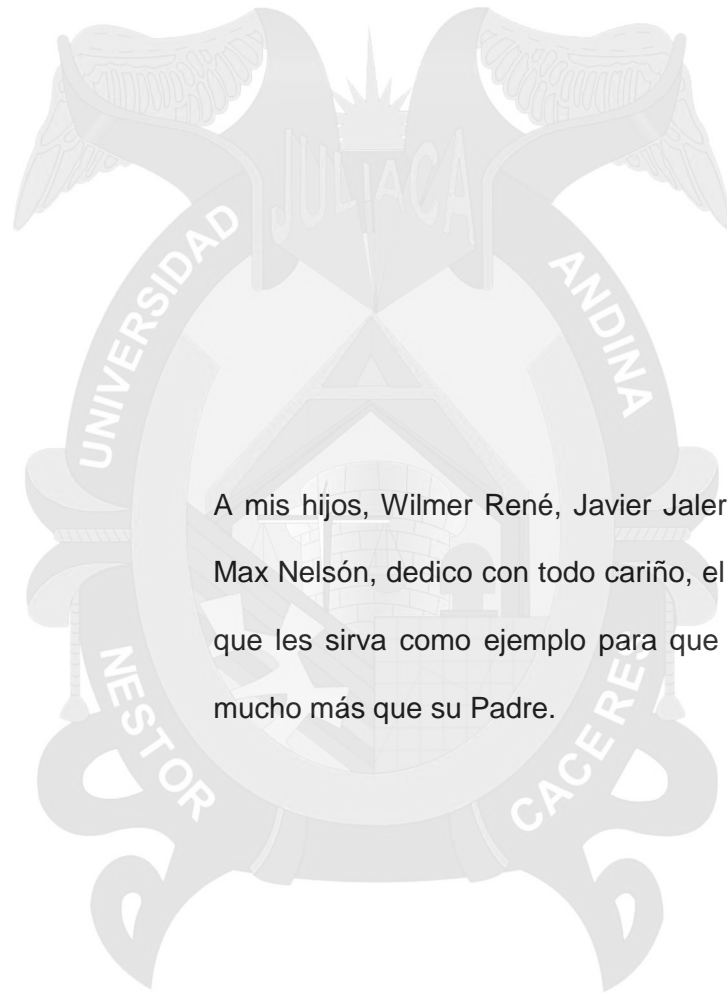 JULIACA
UNIVERSIDAD
ANDINA
A mis hijos, Wilmer René, Javier Jaler
Max Nelsón, dedico con todo cariño, el
que les sirva como ejemplo para que
mucho más que su Padre.
NESTOR
CACERES